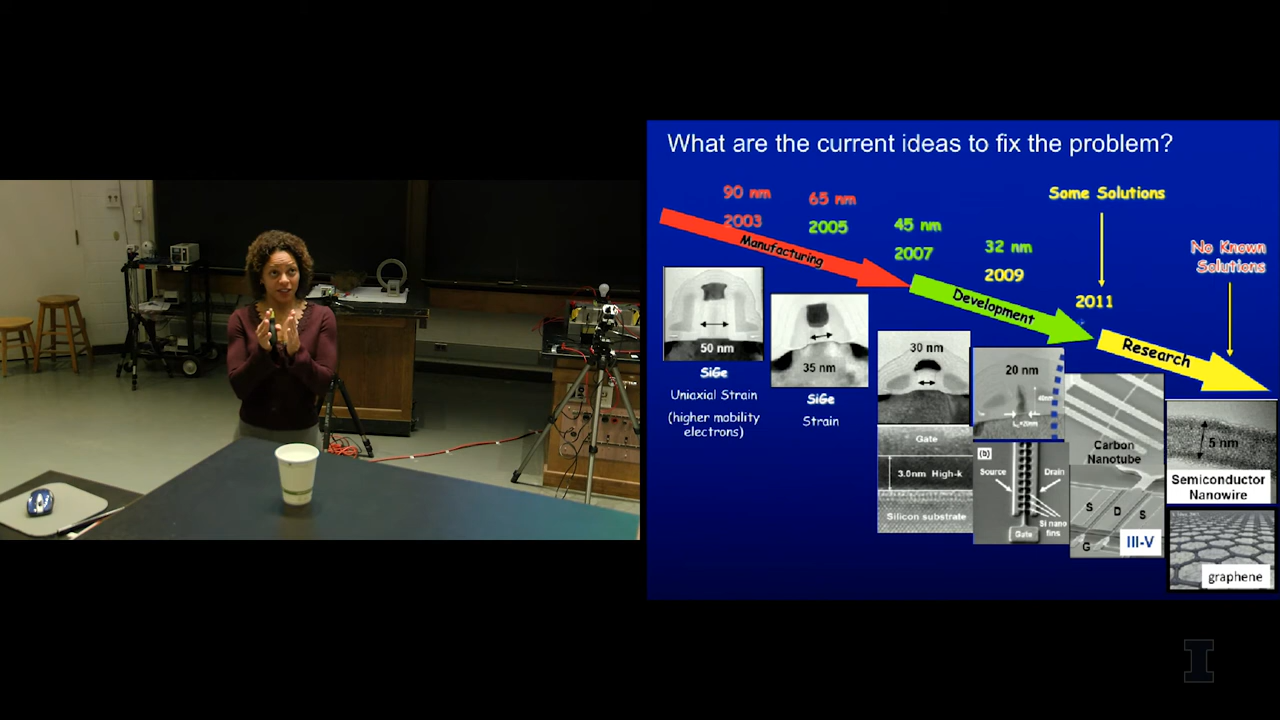 What are the current ideas to fix the problem?
90 nm
2003
65 nm
2005
45 nm
2007
32 nm
2009
Some Solutions
2011
No Known
Solutions
Manufacturing
Development
Research
50 nm
SiGe
Uniaxial Strain
(higher mobility
electrons)
35 nm
SiGe
Strain
30 nm
Gate
3.0nm High-k
Silicon substrate
20 nm
(b)
Source
Drain
Si nano
fins
Gate
Carbon
Nanotube
S
D
S
G
III-V
5 nm
Semiconductor
Nanowire
graphene
I